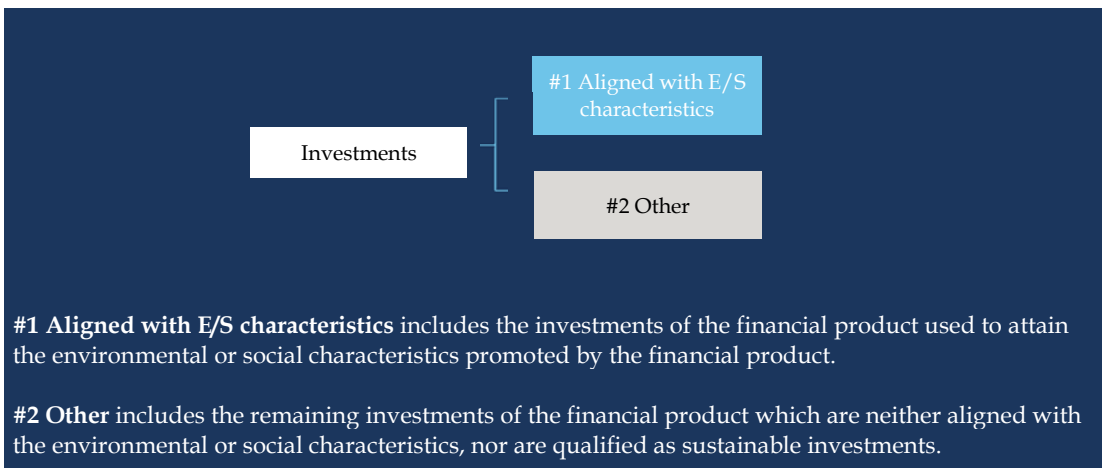 #1 Aligned with E/S
characteristics
Investments
#2 Other
#1 Aligned with E/S characteristics includes the investments of the financial product used to attain
the environmental or social characteristics promoted by the financial product.
#2 Other includes the remaining investments of the financial product which are neither aligned with
the environmental or social characteristics, nor are qualified as sustainable investments.